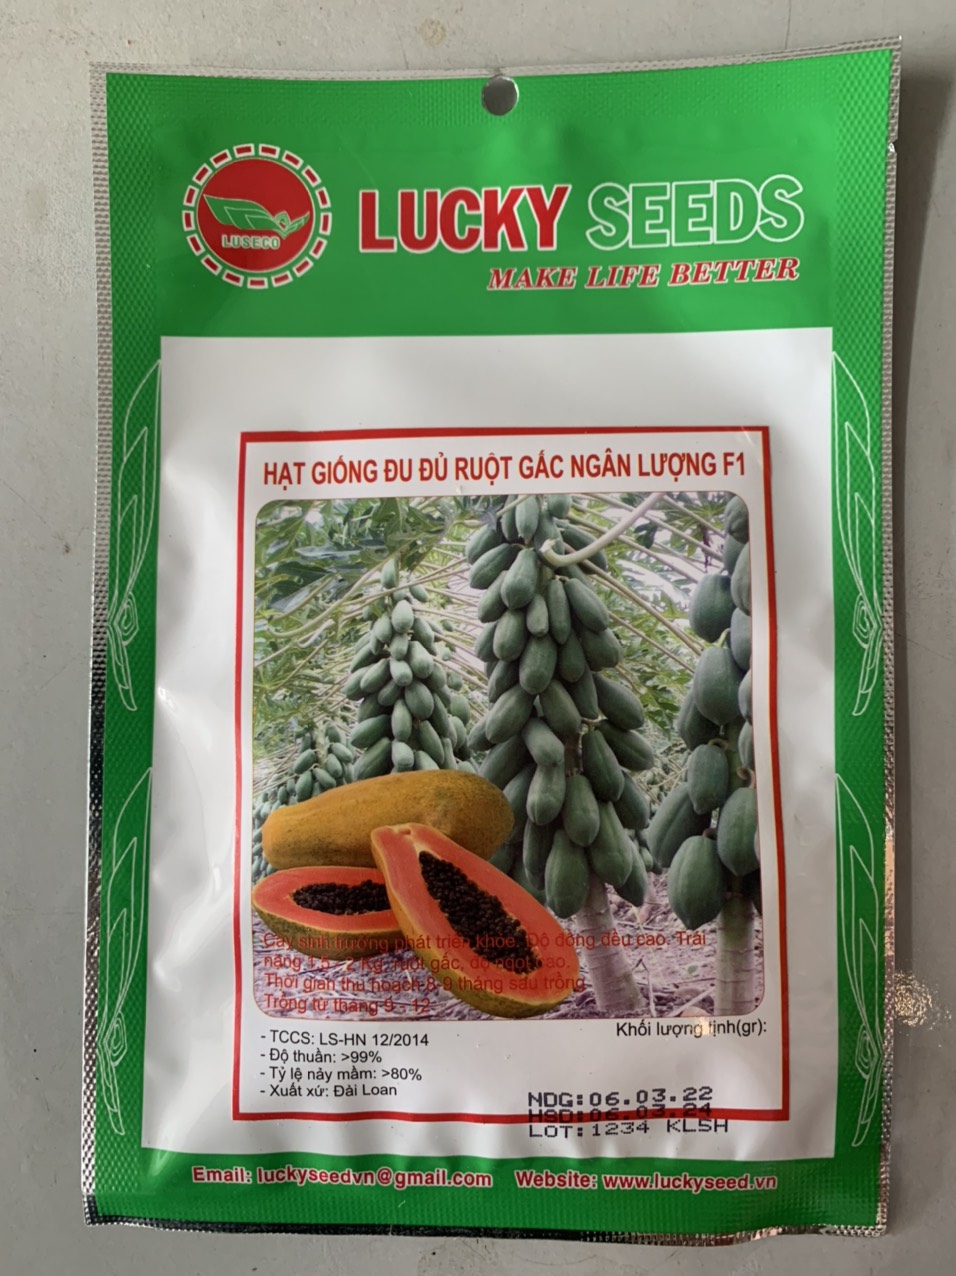 LUSECO
LUCKY SEEDS
MAKE LIFE BETTER
HẠT GIỐNG ĐU ĐỦ RUỘT GẤC NGÂN LƯỢNG F1
Cây sinh trưởng phát triển khỏe. Độ đồng đều cao. Trái
nặng 1,5 - 2 Kg, ruột gấc, độ ngọt cao.
Thời gian thu hoạch 8-9 tháng sau trồng
Trồng từ tháng 9 - 12
Khối lượng tịnh(gr):
- TCCS: LS-HN 12/2014
- Độ thuần: >99%
- Tỷ lệ nảy mầm: >80%
- Xuất xứ: Đài Loan
NDG:06.03.22
HSD:06.03.24
LOT:1234 KL5H
Email: luckyseedvn@gmail.com Website: www.luckyseed.vn